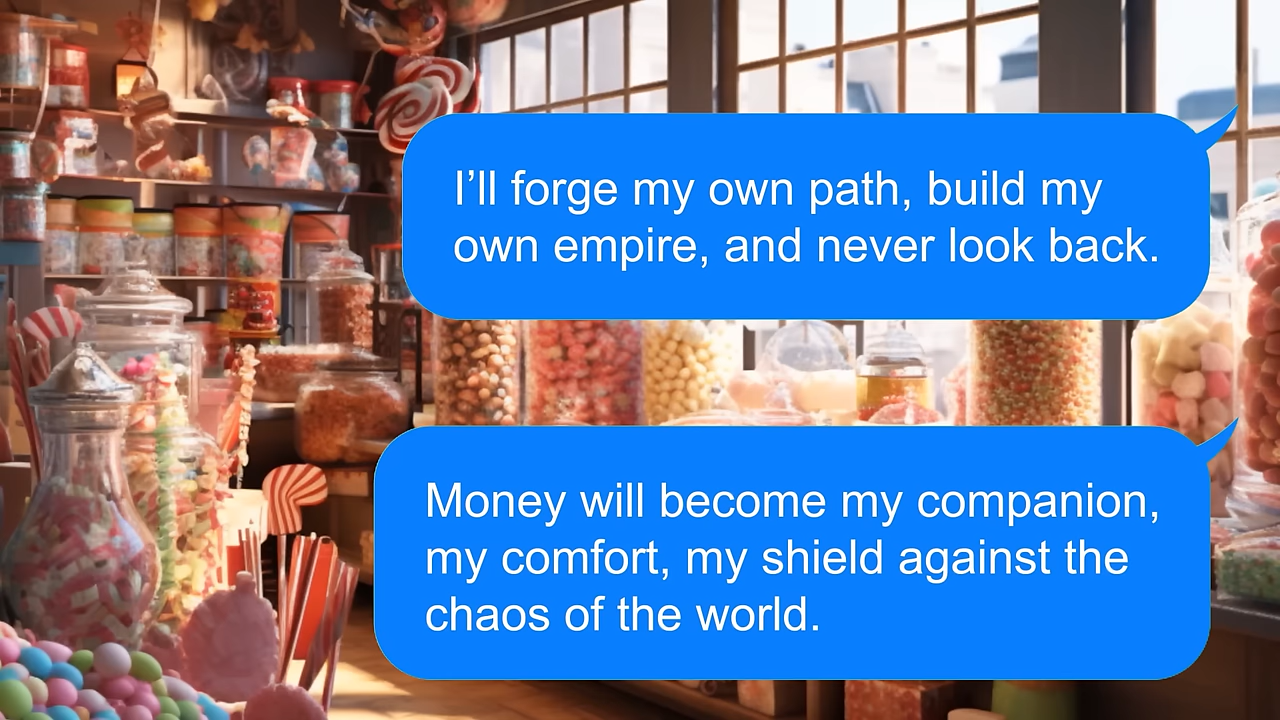 I’ll forge my own path, build my
own empire, and never look back.
Money will become my companion,
my comfort, my shield against the
chaos of the world.